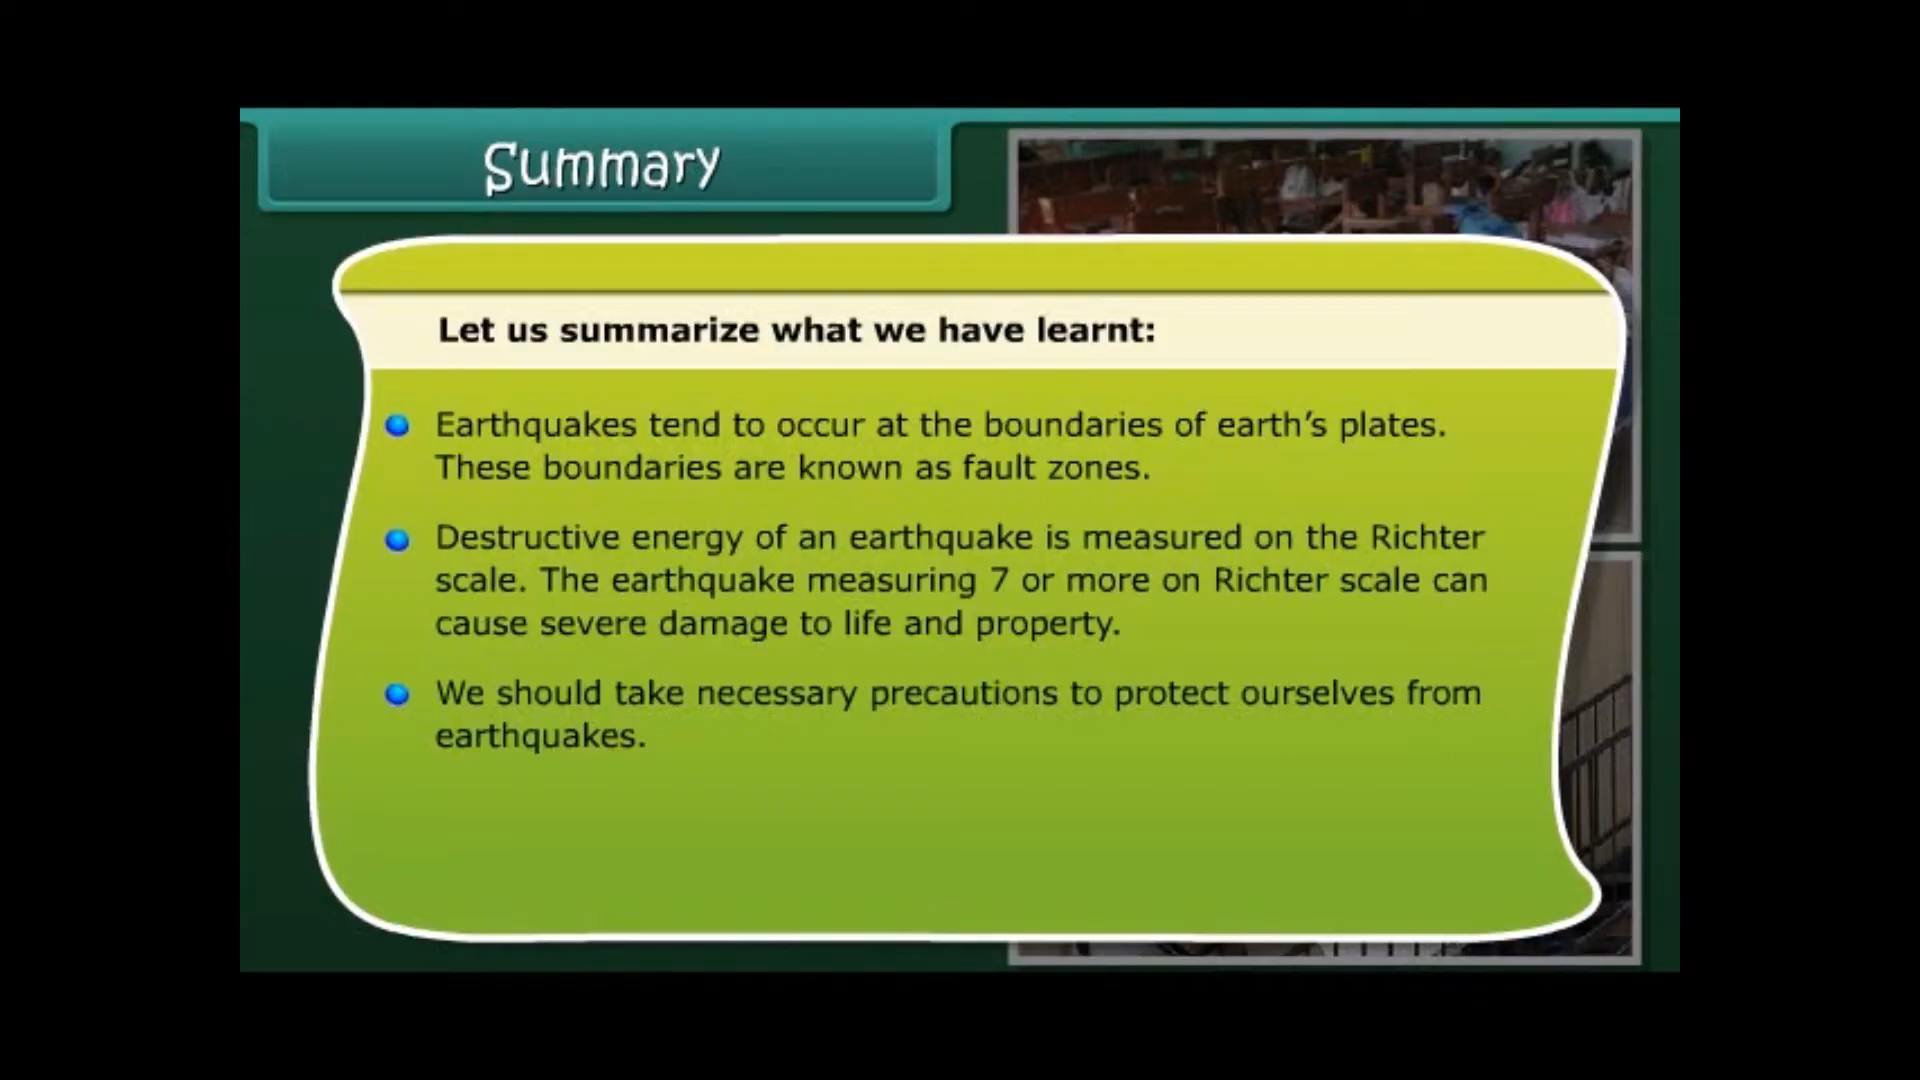 Summary
Let us summarize what we have learnt:
Earthquakes tend to occur at the boundaries of earth's plates.
These boundaries are known as fault zones.
Destructive energy of an earthquake is measured on the Richter
scale. The earthquake measuring 7 or more on Richter scale can
cause severe damage to life and property.
We should take necessary precautions to protect ourselves from
earthquakes.